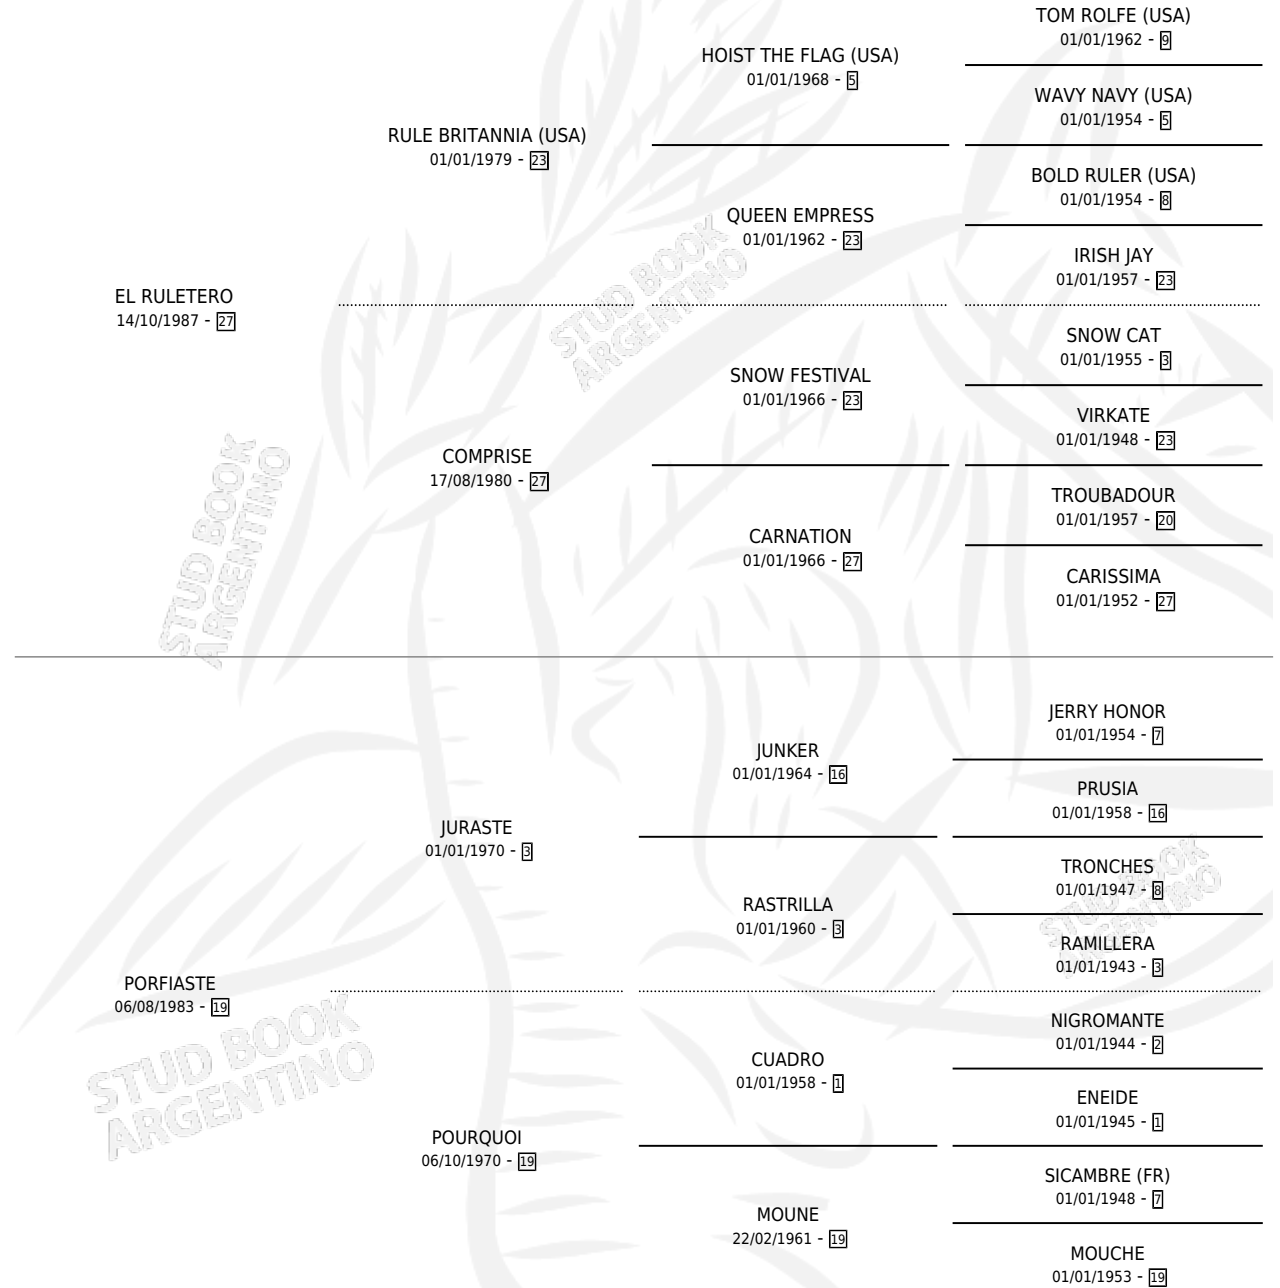 TOM ROLFE (USA)
01/01/1962 - 9
HOIST THE FLAG (USA)
01/01/1968 - 5
WAVY NAVY (USA)
01/01/1954 - 5
RULE BRITANNIA (USA)
01/01/1979 - 23
BOLD RULER (USA)
01/01/1954 - 8
QUEEN EMPRESS
01/01/1962 - 23
IRISH JAY
01/01/1957 - 23
EL RULETERO
14/10/1987 - 27
SNOW CAT
01/01/1955 - 3
SNOW FESTIVAL
01/01/1966 - 23
VIRKATE
01/01/1948 - 23
COMPRISE
17/08/1980 - 27
TROUBADOUR
01/01/1957 - 20
CARNATION
01/01/1966 - 27
CARISSIMA
01/01/1952 - 27
STUD BOOK
ARGENTINO
STUD BOOK
ARGENTINO
JERRY HONOR
01/01/1954 - 7
JUNKER
01/01/1964 - 16
PRUSIA
01/01/1958 - 16
JURASTE
01/01/1970 - 3
TRONCHES
01/01/1947 - 8
RASTRILLA
01/01/1960 - 3
RAMILLERA
01/01/1943 - 3
PORFIASTE
06/08/1983 - 19
NIGROMANTE
01/01/1944 - 2
CUADRO
01/01/1958 - 1
ENEIDE
01/01/1945 - 1
POURQUOI
06/10/1970 - 19
SICAMBRE (FR)
01/01/1948 - 7
MOUNE
22/02/1961 - 19
MOUCHE
01/01/1953 - 19
STUD BOOK
ARGENTINO
STUD BOOK
ARGENTINO